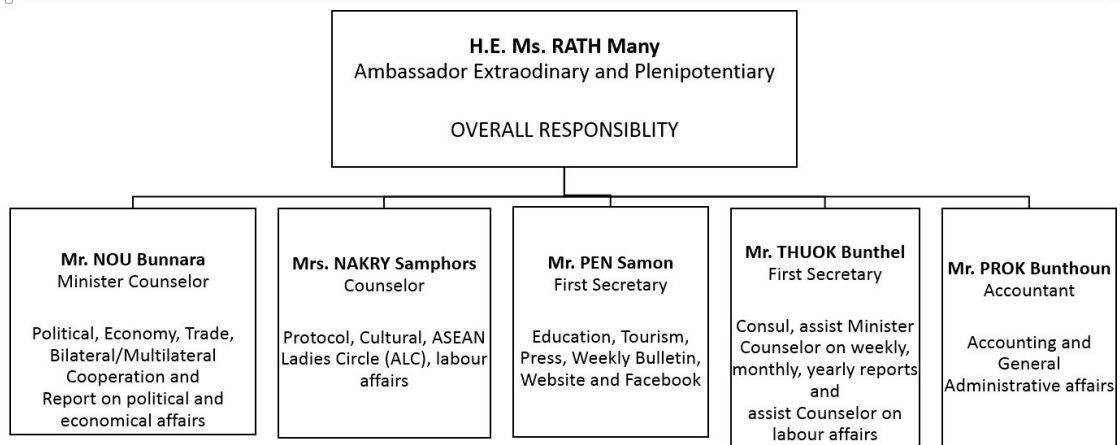 H.E. Ms. RATH Many
Ambassador Extraodinary and Plenipotentiary
OVERALL RESPONSIBLITY
Mr. NOU Bunnara
Minister Counselor
Political, Economy, Trade,
Bilateral/Multilateral
Cooperation and
Report on political and
economical affairs
Mrs. NAKRY Samphors
Counselor
Protocol, Cultural, ASEAN
Ladies Circle (ALC), labour
affairs
Mr. PEN Samon
First Secretary
Education, Tourism,
Press, Weekly Bulletin,
Website and Facebook
Mr. THUOK Bunthel
First Secretary
Consul, assist Minister
Counselor on weekly,
monthly, yearly reports
and
assist Counselor on
labour affairs
Mr. PROK Bunthoun
Accountant
Accounting and
General
Administrative affairs